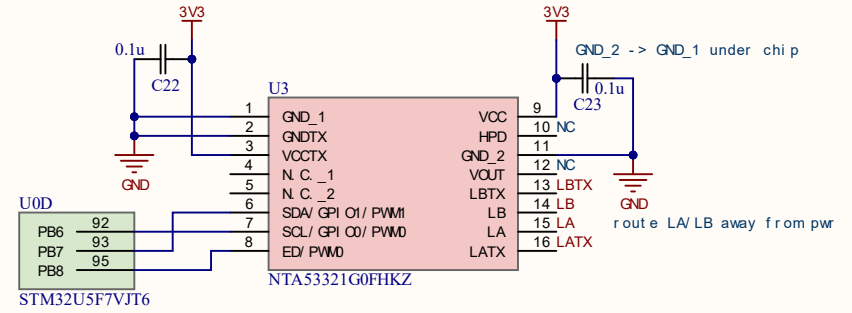 3V3
3V3
0.1u
C22
GND_2 -> GND_1 under chip
0.1u
C23
U3
1 GND_1
2 GNDTX
3 VCCTX
4 N.C._1
5 N.C._2
6 SDA/GPIO1/PWM1
7 SCL/GPIO0/PWM0
8 ED/PWM0
VCC 9
HPD 10 NC
GND_2 11
VOUT 12 NC
LBTX 13 LBTX
LB 14 LB
LA 15 LA
LATX 16 LATX
GND
GND
route LA/LB away from pwr
U0D
PB6 92
PB7 93
PB8 95
NTA53321G0FHKZ
STM32U5F7VJT6